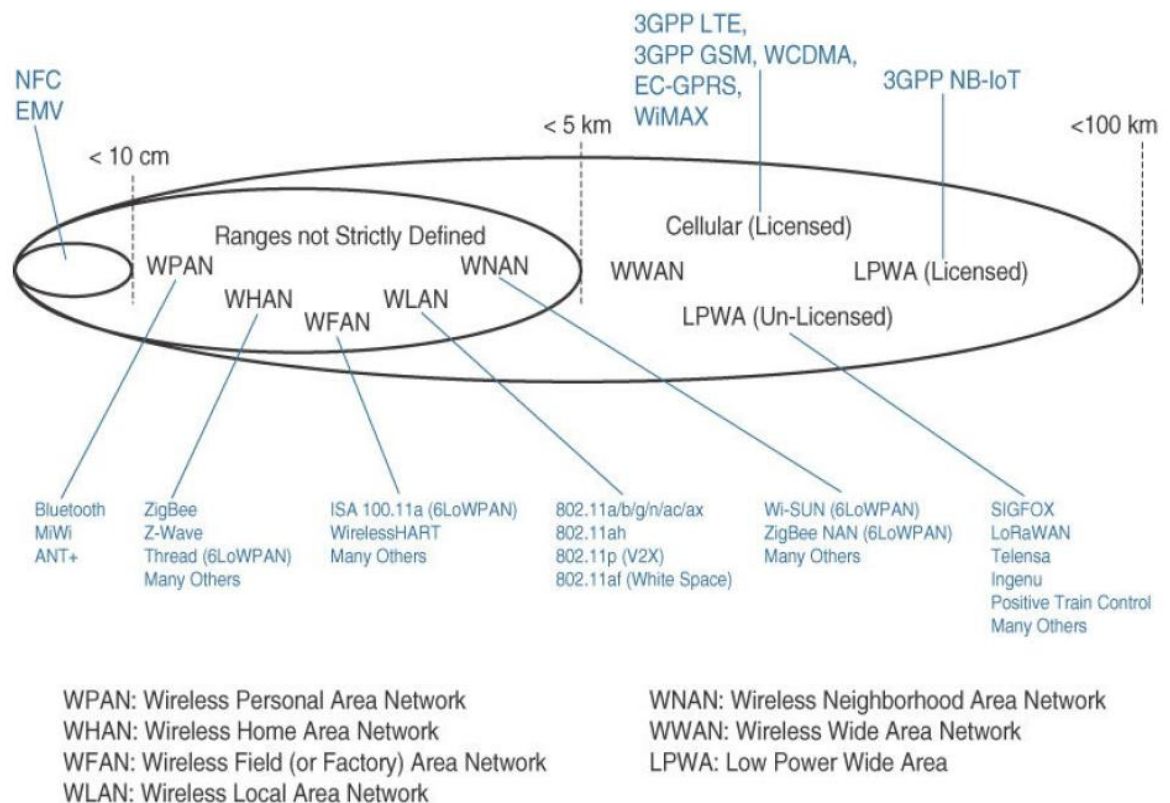 3GPP LTE,
3GPP GSM, WCDMA,
EC-GPRS,
WiMAX
3GPP NB-IoT
NFC
EMV
< 10 cm
< 5 km
<100 km
Ranges not Strictly Defined
WPAN
WHAN
WFAN
WLAN
WNAN
WWAN
Cellular (Licensed)
LPWA (Licensed)
LPWA (Un-Licensed)
Bluetooth
MiWi
ANT+
ZigBee
Z-Wave
Thread (6LoWPAN)
Many Others
ISA 100.11a (6LoWPAN)
WirelessHART
Many Others
802.11a/b/g/n/ac/ax
802.11ah
802.11p (V2X)
802.11af (White Space)
Wi-SUN (6LoWPAN)
ZigBee NAN (6LoWPAN)
Many Others
SIGFOX
LoRaWAN
Telensa
Ingenu
Positive Train Control
Many Others
WPAN: Wireless Personal Area Network
WHAN: Wireless Home Area Network
WFAN: Wireless Field (or Factory) Area Network
WLAN: Wireless Local Area Network
WNAN: Wireless Neighborhood Area Network
WWAN: Wireless Wide Area Network
LPWA: Low Power Wide Area